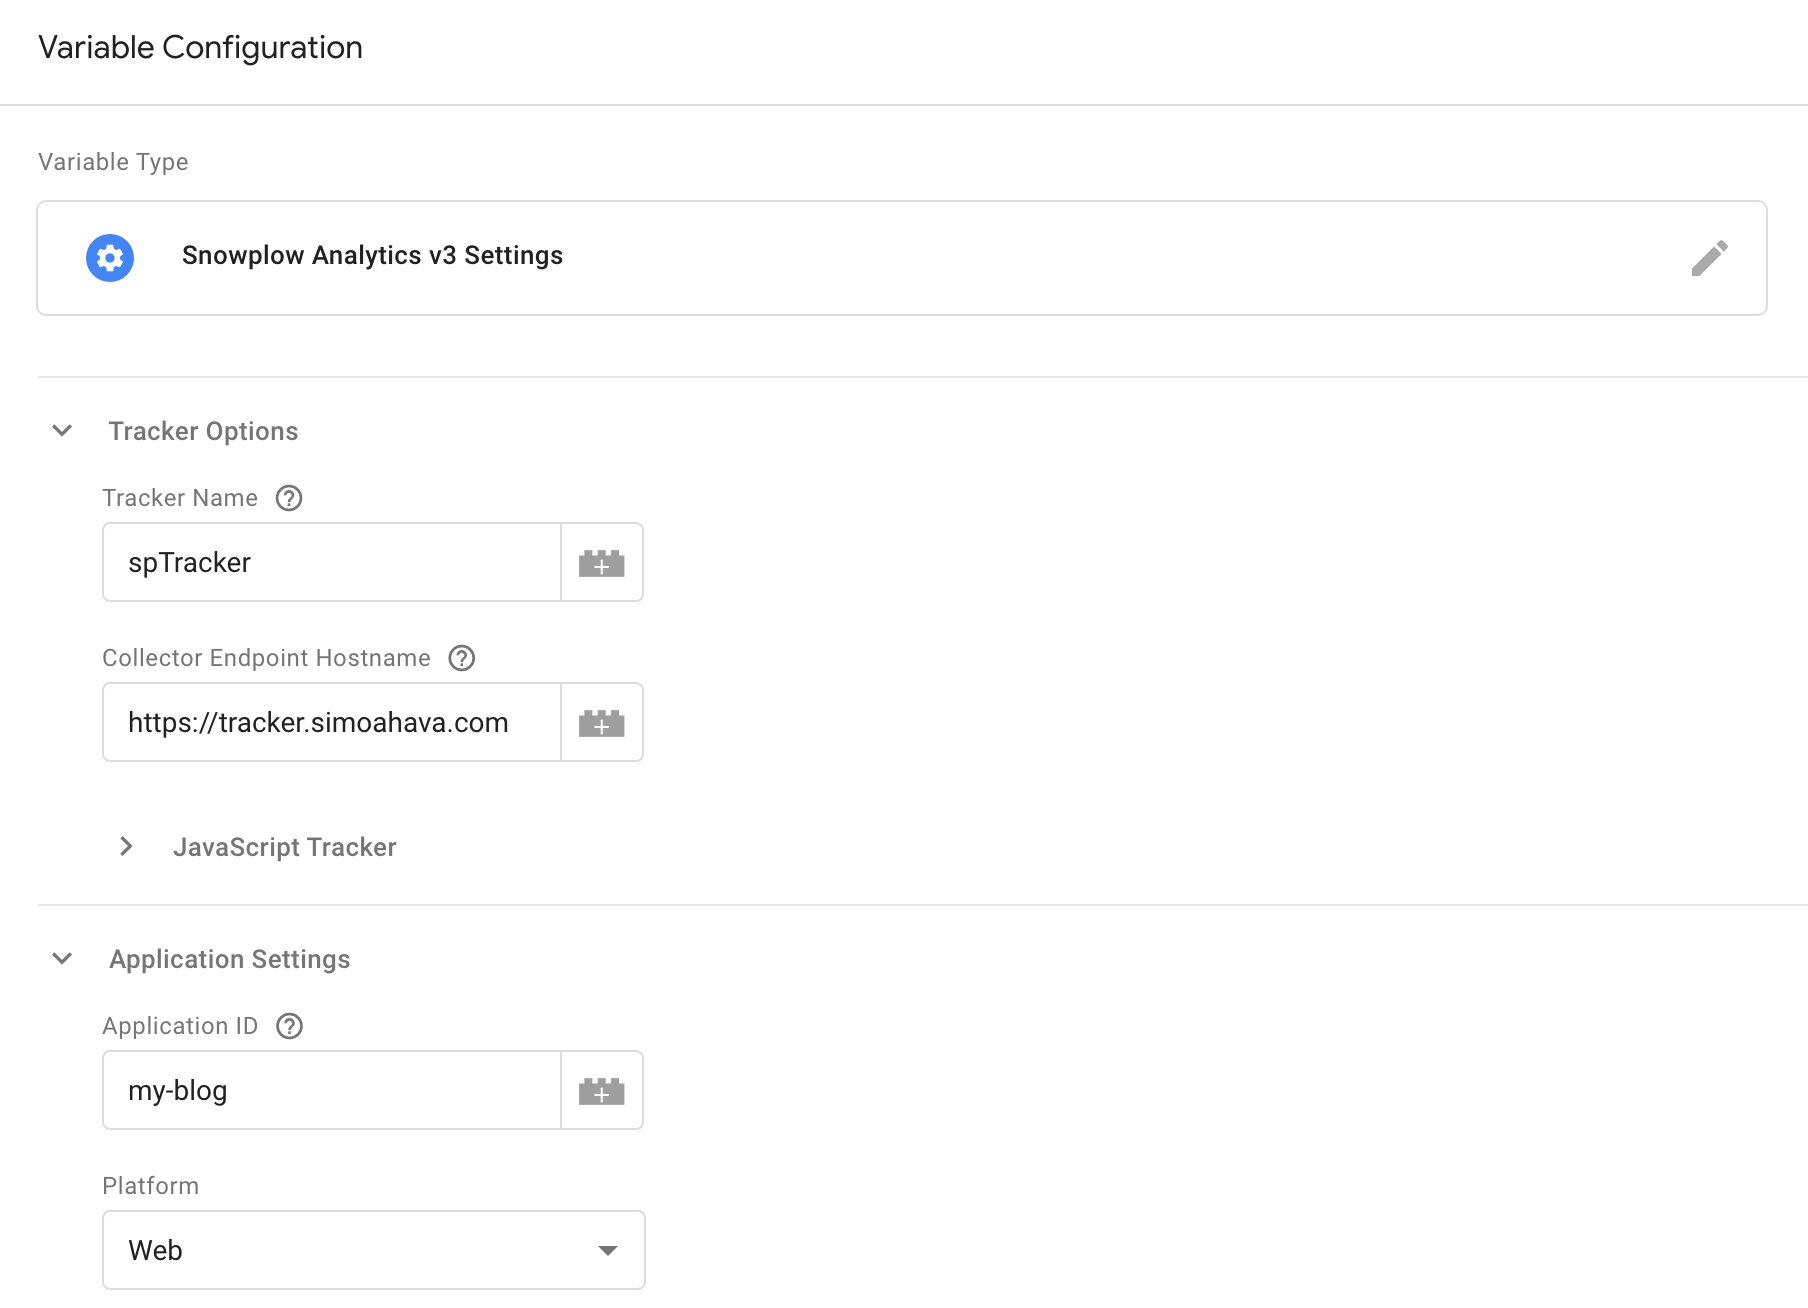 Variable Configuration
Variable Type
Snowplow Analytics v3 Settings
Tracker Options
Tracker Name
spTracker
Collector Endpoint Hostname
https://tracker.simoahava.com
JavaScript Tracker
Application Settings
Application ID
my-blog
Platform
Web